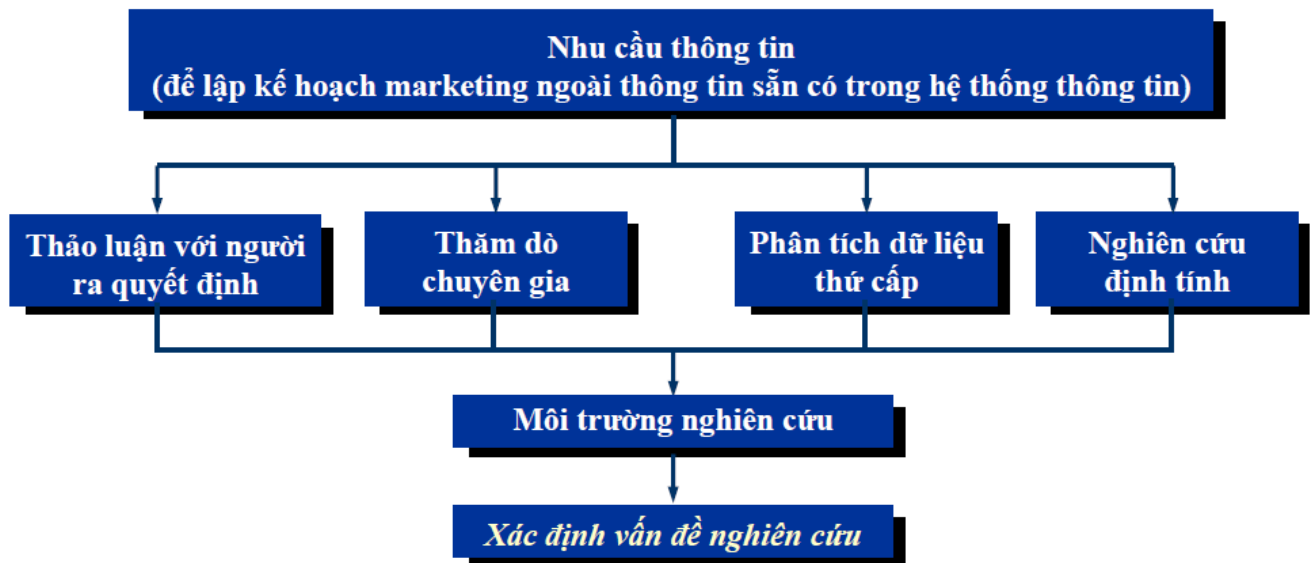 Nhu cầu thông tin
(để lập kế hoạch marketing ngoài thông tin sẵn có trong hệ thống thông tin)
Thảo luận với người
ra quyết định
Thăm dò
chuyên gia
Phân tích dữ liệu
thứ cấp
Nghiên cứu
định tính
Môi trường nghiên cứu
Xác định vấn đề nghiên cứu